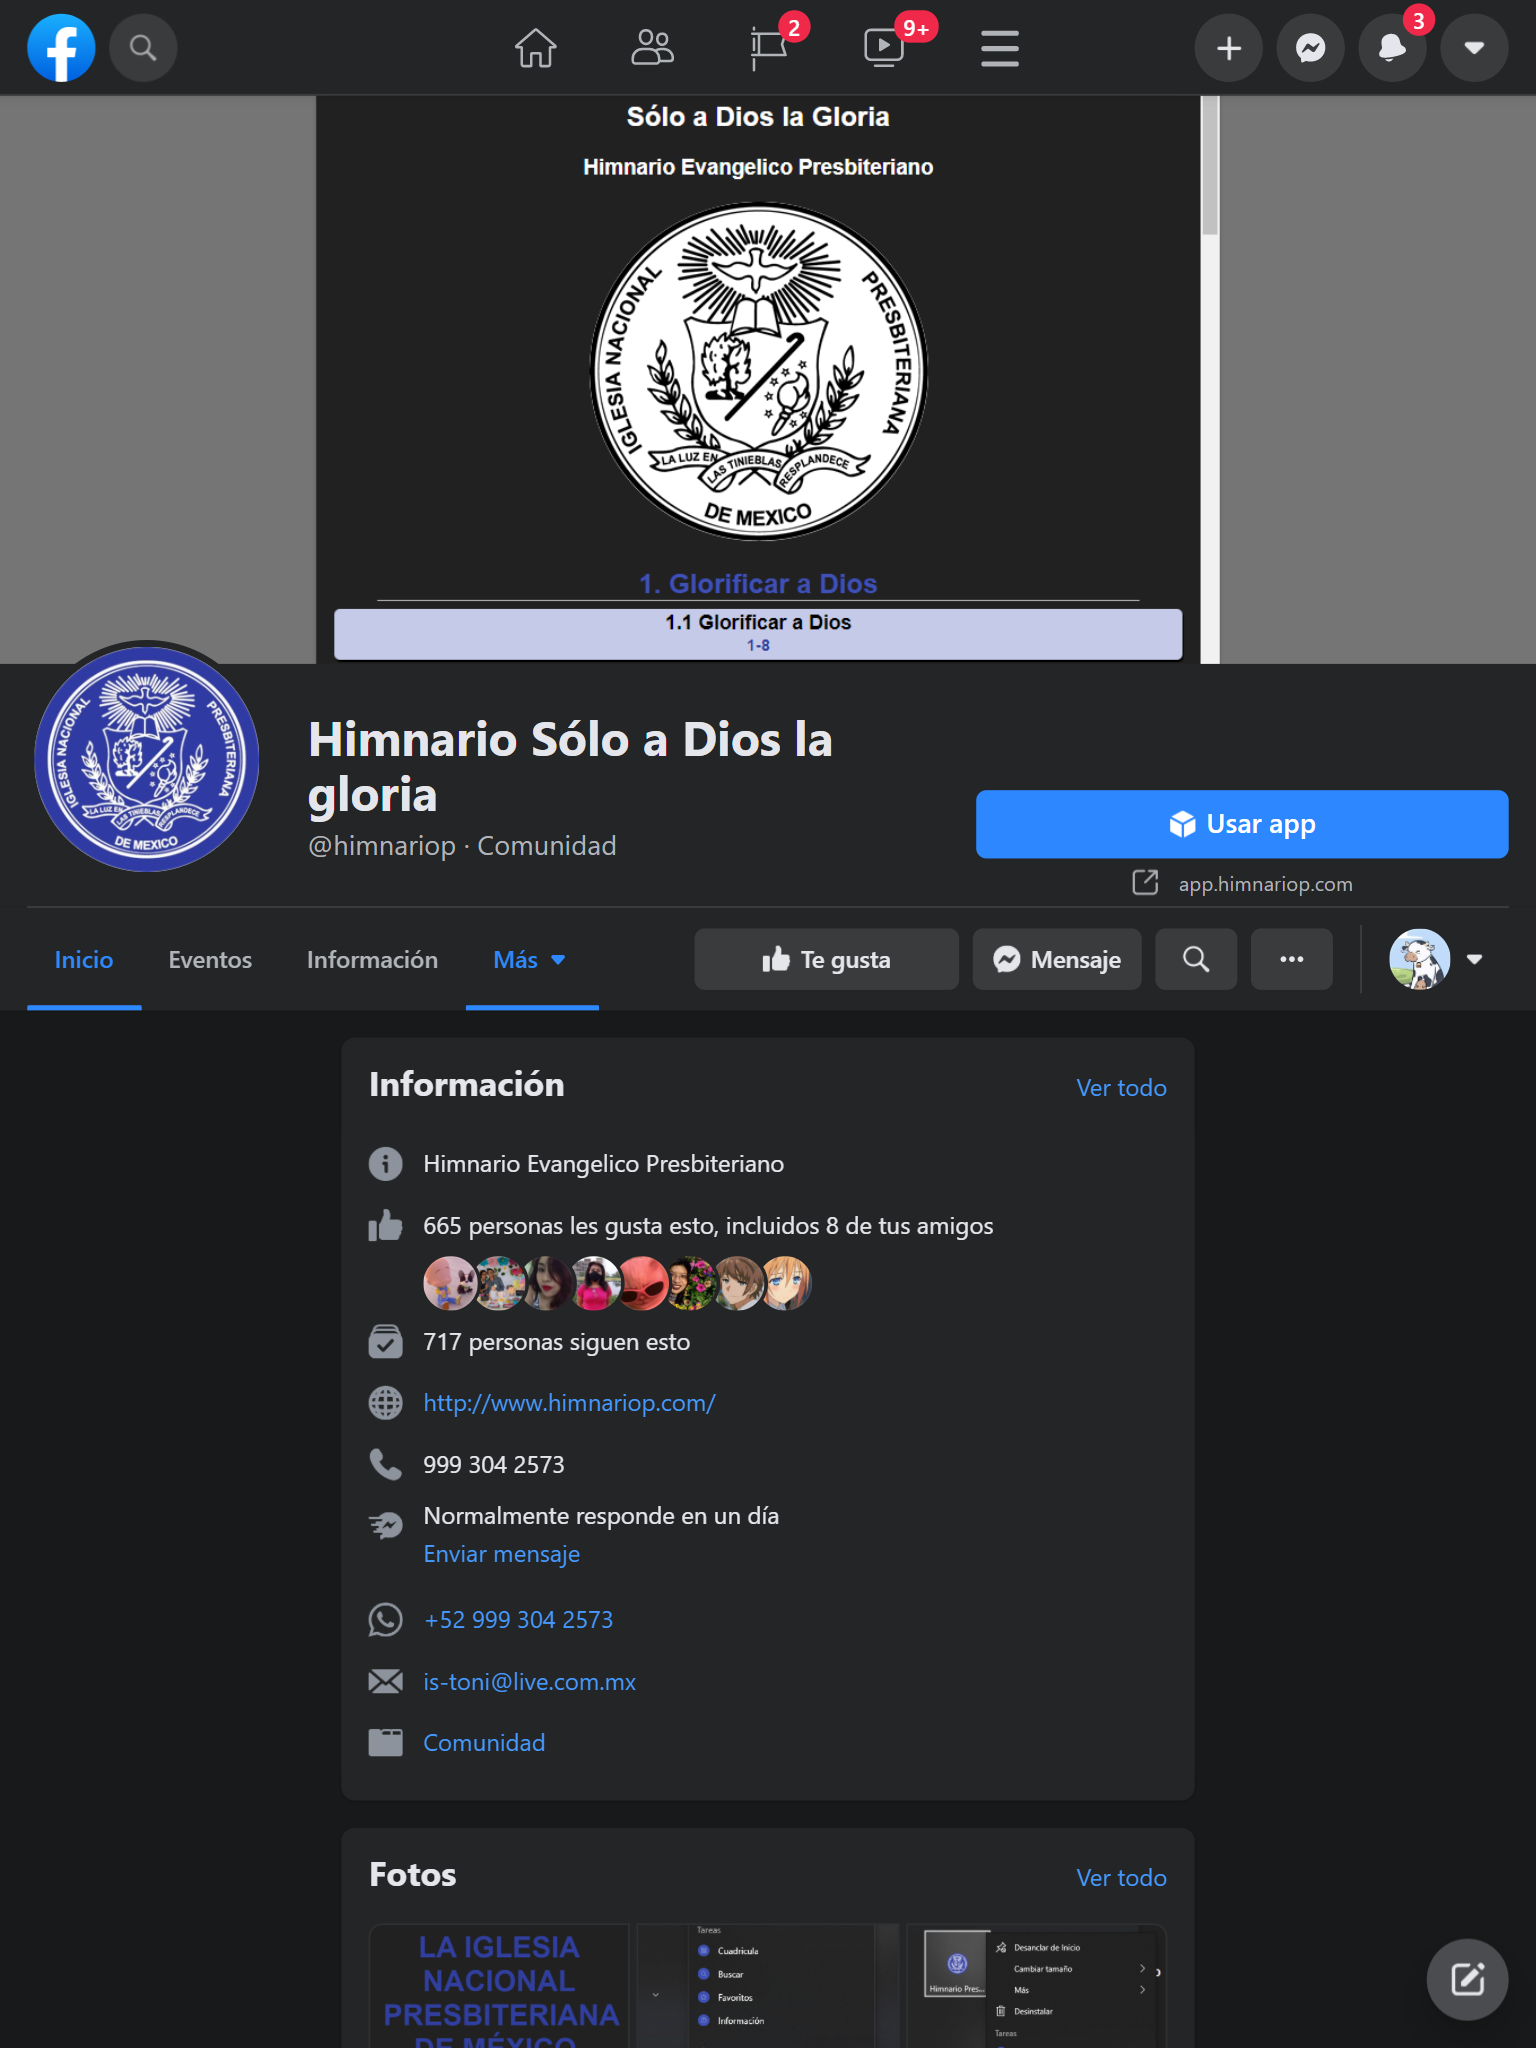 2
9+
3
Sólo a Dios la Gloria
Himnario Evangelico Presbiteriano
IGLESIA NACIONAL PRESBITERIANA
LA LUZ EN LAS TINIEBLAS RESPLANDECE
DE MEXICO
1. Glorificar a Dios
1.1 Glorificar a Dios
1-8
IGLESIA NACIONAL PRESBITERIANA
LA LUZ EN LAS TINIEBLAS RESPLANDECE
DE MEXICO
Himnario Sólo a Dios la
gloria
@himnariop · Comunidad
Usar app
app.himnariop.com
Inicio
Eventos
Información
Más
Te gusta
Mensaje
Información
Ver todo
Himnario Evangelico Presbiteriano
665 personas les gusta esto, incluidos 8 de tus amigos
717 personas siguen esto
http://www.himnariop.com/
999 304 2573
Normalmente responde en un día
Enviar mensaje
+52 999 304 2573
is-toni@live.com.mx
Comunidad
Fotos
Ver todo
LA IGLESIA
NACIONAL
PRESBITERIANA
DE MÉXICO
Tareas
Cuadricula
Buscar
Favoritos
Información
Himnario Pres...
Desanclar de Inicio
Cambiar tamaño
Más
Desinstalar
Tareas